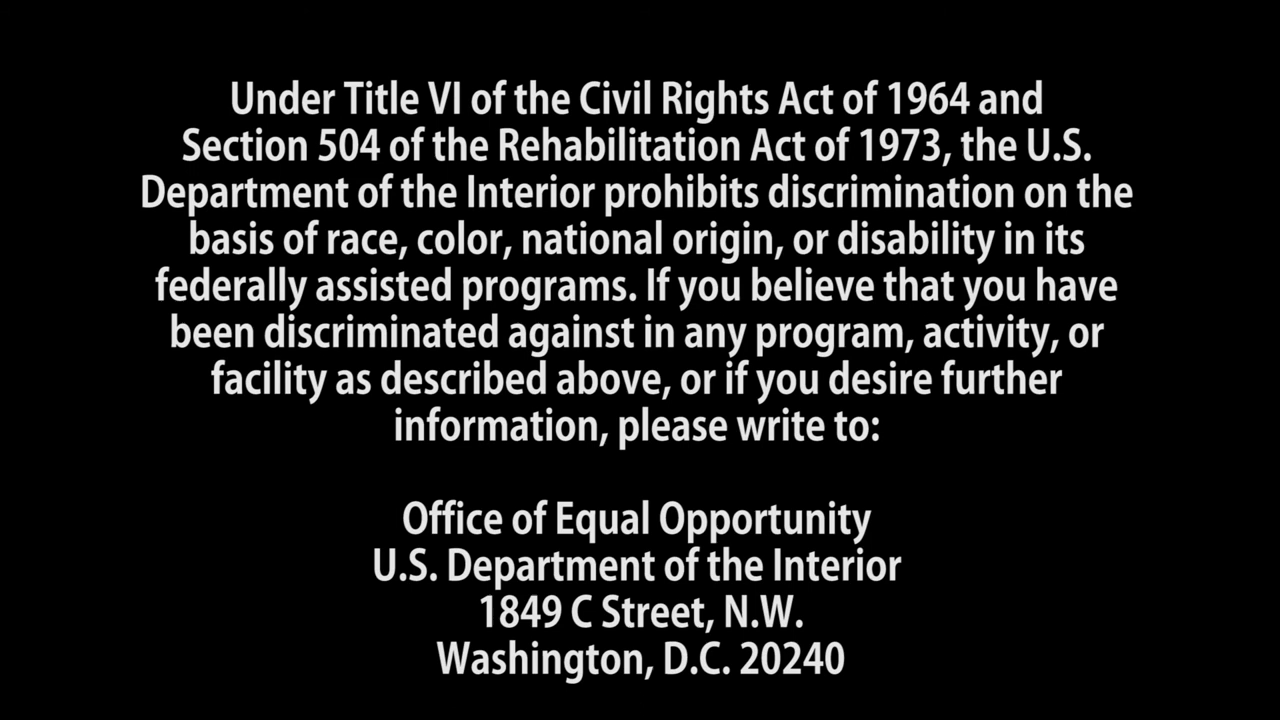 Under Title VI of the Civil Rights Act of 1964 and
Section 504 of the Rehabilitation Act of 1973, the U.S.
Department of the Interior prohibits discrimination on the
basis of race, color, national origin, or disability in its
federally assisted programs. If you believe that you have
been discriminated against in any program, activity, or
facility as described above, or if you desire further
information, please write to:
Office of Equal Opportunity
U.S. Department of the Interior
1849 C Street, N.W.
Washington, D.C. 20240